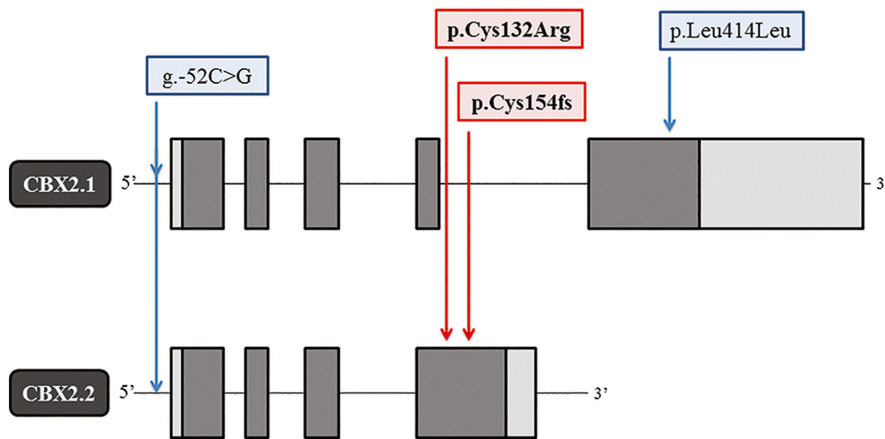 p.Cys132Arg
p.Leu414Leu
g.-52C>G
p.Cys154fs
CBX2.1
5’
3
CBX2.2
5’
3’